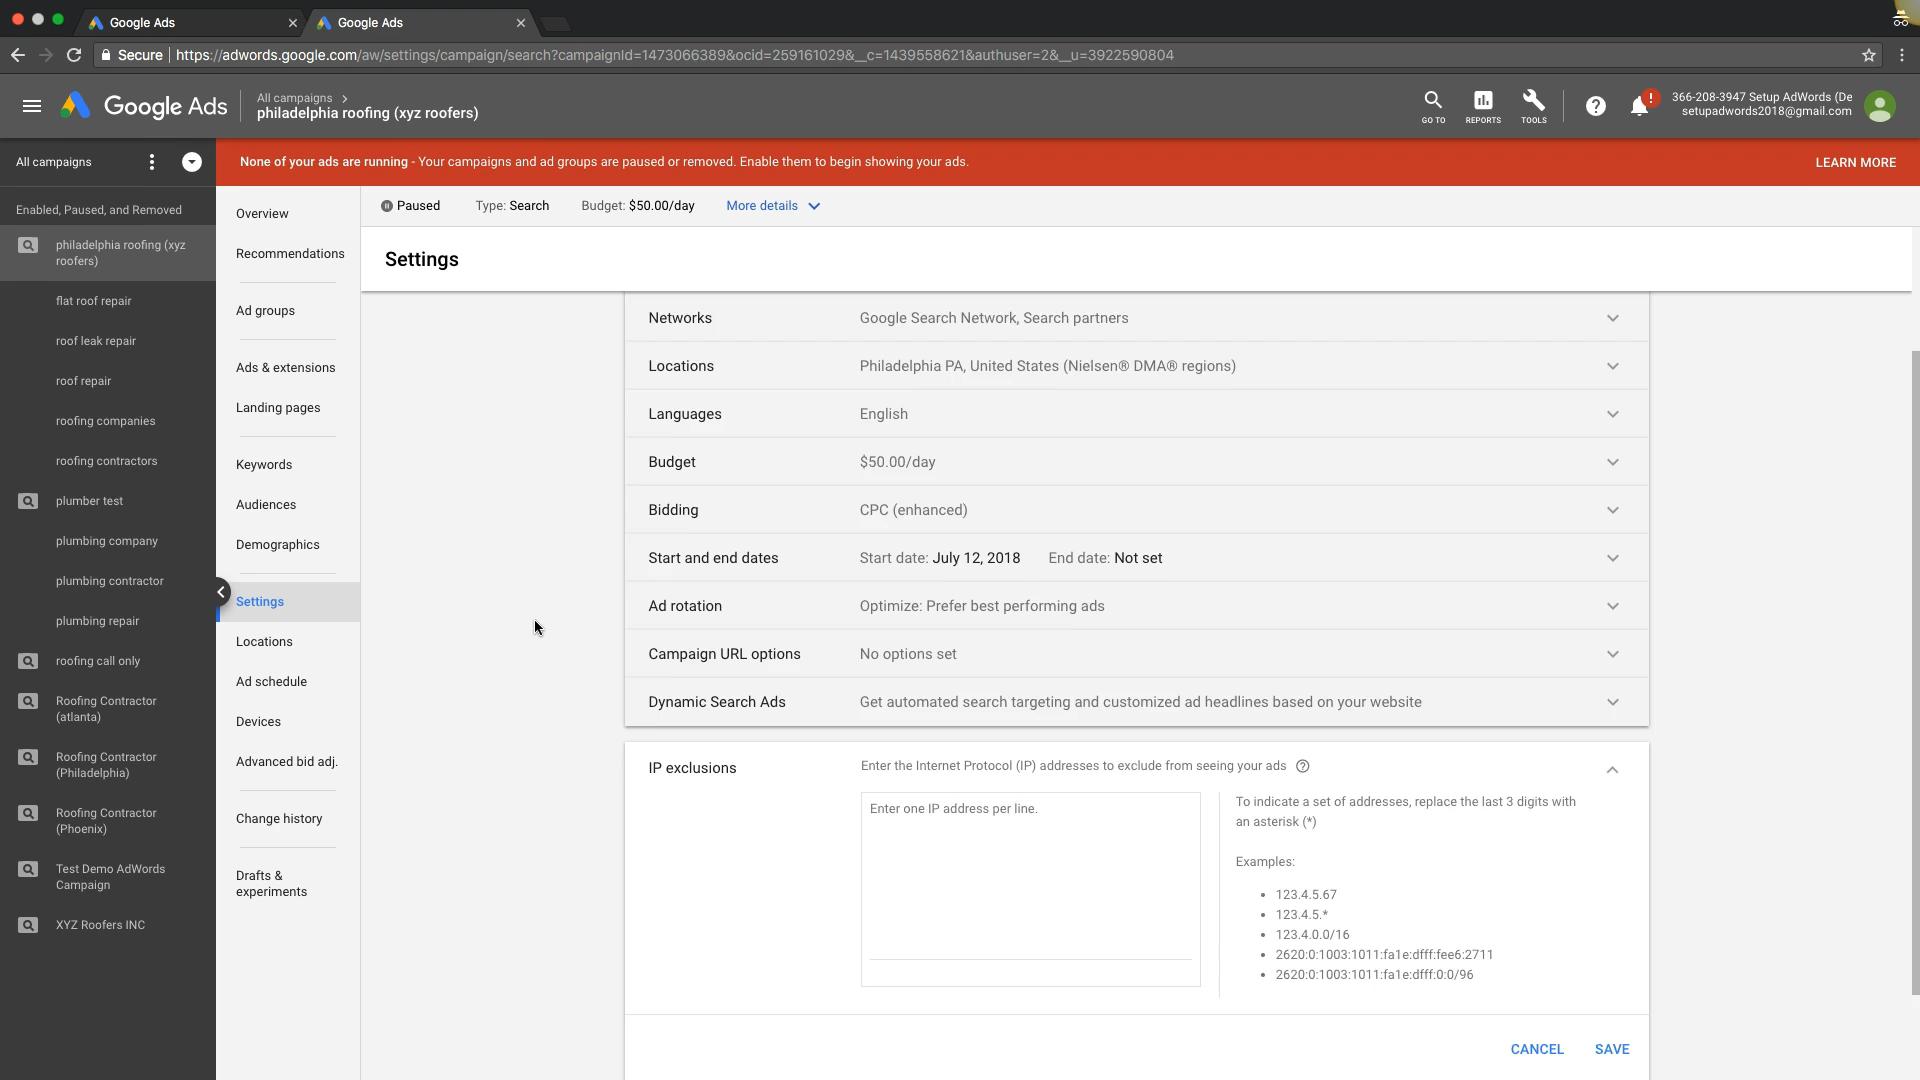 Google Ads
Google Ads
Secure
https://adwords.google.com/aw/settings/campaign/search?campaignId=1473066389&ocid=259161029&__c=1439558621&authuser=2&__u=3922590804
Google Ads
All campaigns
philadelphia roofing (xyz roofers)
GO TO
REPORTS
TOOLS
366-208-3947 Setup AdWords (De
setupadwords2018@gmail.com
All campaigns
None of your ads are running - Your campaigns and ad groups are paused or removed. Enable them to begin showing your ads.
LEARN MORE
Enabled, Paused, and Removed
philadelphia roofing (xyz
roofers)
flat roof repair
roof leak repair
roof repair
roofing companies
roofing contractors
plumber test
plumbing company
plumbing contractor
plumbing repair
roofing call only
Roofing Contractor
(atlanta)
Roofing Contractor
(Philadelphia)
Roofing Contractor
(Phoenix)
Test Demo AdWords
Campaign
XYZ Roofers INC
Overview
Recommendations
Ad groups
Ads & extensions
Landing pages
Keywords
Audiences
Demographics
Settings
Locations
Ad schedule
Devices
Advanced bid adj.
Change history
Drafts &
experiments
Paused
Type: Search
Budget: $50.00/day
More details
Settings
Networks
Google Search Network, Search partners
Locations
Philadelphia PA, United States (Nielsen® DMA® regions)
Languages
English
Budget
$50.00/day
Bidding
CPC (enhanced)
Start and end dates
Start date: July 12, 2018
End date: Not set
Ad rotation
Optimize: Prefer best performing ads
Campaign URL options
No options set
Dynamic Search Ads
Get automated search targeting and customized ad headlines based on your website
IP exclusions
Enter the Internet Protocol (IP) addresses to exclude from seeing your ads
Enter one IP address per line.
To indicate a set of addresses, replace the last 3 digits with
an asterisk (*)
Examples:
• 123.4.5.67
• 123.4.5.*
• 123.4.0.0/16
• 2620:0:1003:1011:fa1e:dfff:fee6:2711
• 2620:0:1003:1011:fa1e:dfff:0:0/96
CANCEL
SAVE